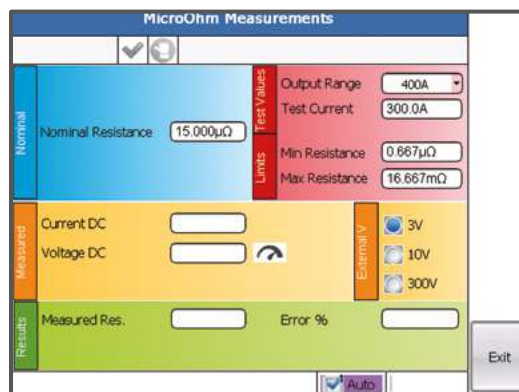 MicroOhm Measurements
Nominal
Nominal Resistance 15.000µΩ
Test Values
Output Range 400A
Test Current 300.0A
Limits
Min Resistance 0.667µΩ
Max Resistance 16.667mΩ
Measured
Current DC
Voltage DC
External V
3V
10V
300V
Results
Measured Res. Error %
Exit
Auto